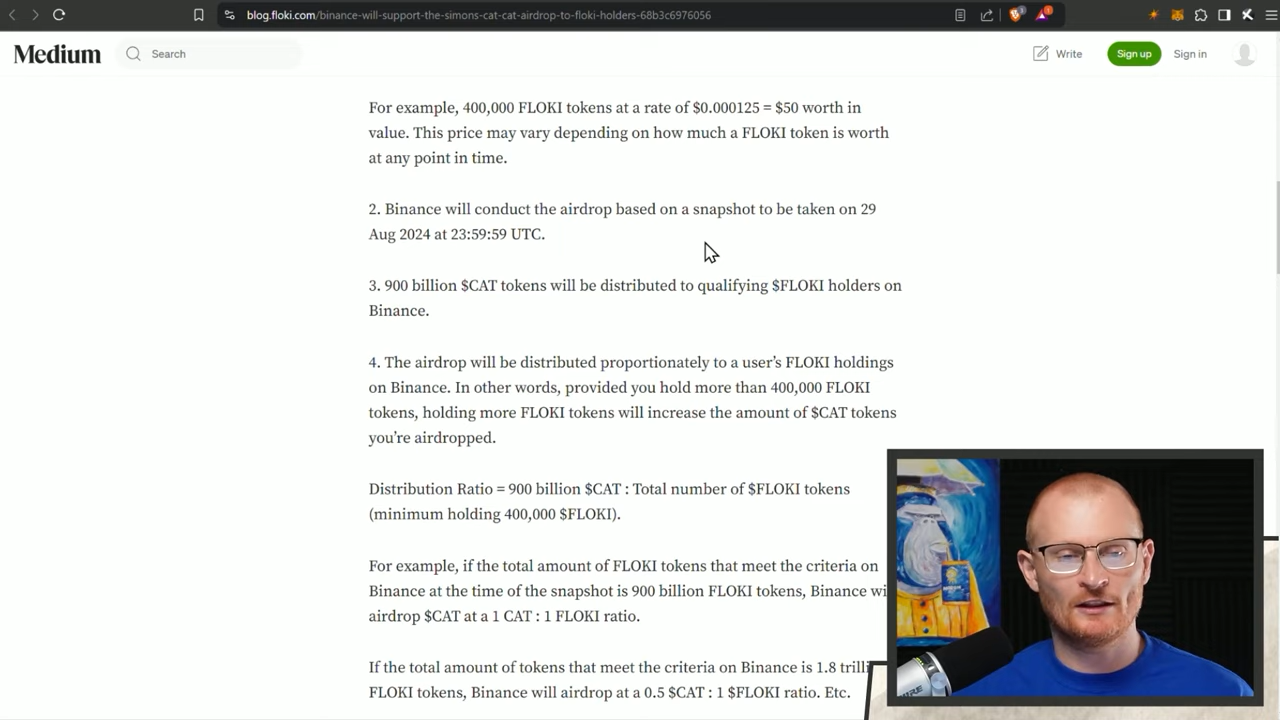 blog.floki.com/binance-will-support-the-simons-cat-cat-airdrop-to-floki-holders-68b3c6976056
Medium
Search
Write
Sign up
Sign in
For example, 400,000 FLOKI tokens at a rate of $0.000125 = $50 worth in
value. This price may vary depending on how much a FLOKI token is worth
at any point in time.
2. Binance will conduct the airdrop based on a snapshot to be taken on 29
Aug 2024 at 23:59:59 UTC.
3. 900 billion $CAT tokens will be distributed to qualifying $FLOKI holders on
Binance.
4. The airdrop will be distributed proportionately to a user’s FLOKI holdings
on Binance. In other words, provided you hold more than 400,000 FLOKI
tokens, holding more FLOKI tokens will increase the amount of $CAT tokens
you’re airdropped.
Distribution Ratio = 900 billion $CAT : Total number of $FLOKI tokens
(minimum holding 400,000 $FLOKI).
For example, if the total amount of FLOKI tokens that meet the criteria on
Binance at the time of the snapshot is 900 billion FLOKI tokens, Binance wi
airdrop $CAT at a 1 CAT : 1 FLOKI ratio.
If the total amount of tokens that meet the criteria on Binance is 1.8 trilli
FLOKI tokens, Binance will airdrop at a 0.5 $CAT : 1 $FLOKI ratio. Etc.